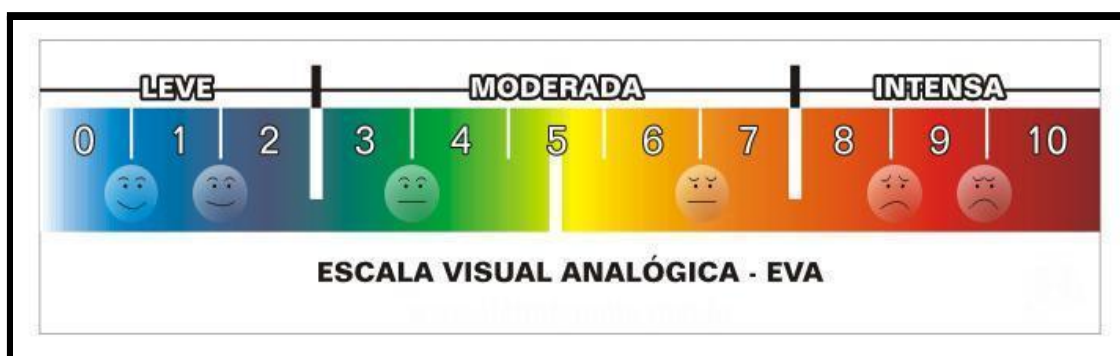 LEVE MODERADA INTENSA
0 1 2 3 4 5 6 7 8 9 10
ESCALA VISUAL ANALÓGICA - EVA